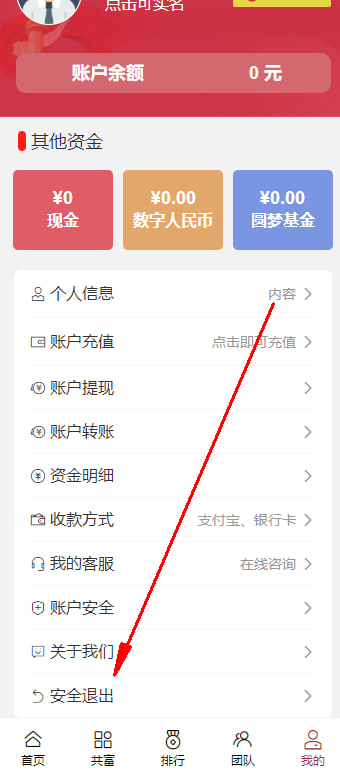 点击可实名
账户余额 0 元
其他资金
¥0 ¥0.00 ¥0.00
现金 数字人民币 圆梦基金
个人信息 内容
账户充值 点击即可充值
账户提现
账户转账
资金明细
收款方式 支付宝、银行卡
我的客服 在线咨询
账户安全
关于我们
安全退出
首页 共富 排行 团队 我的